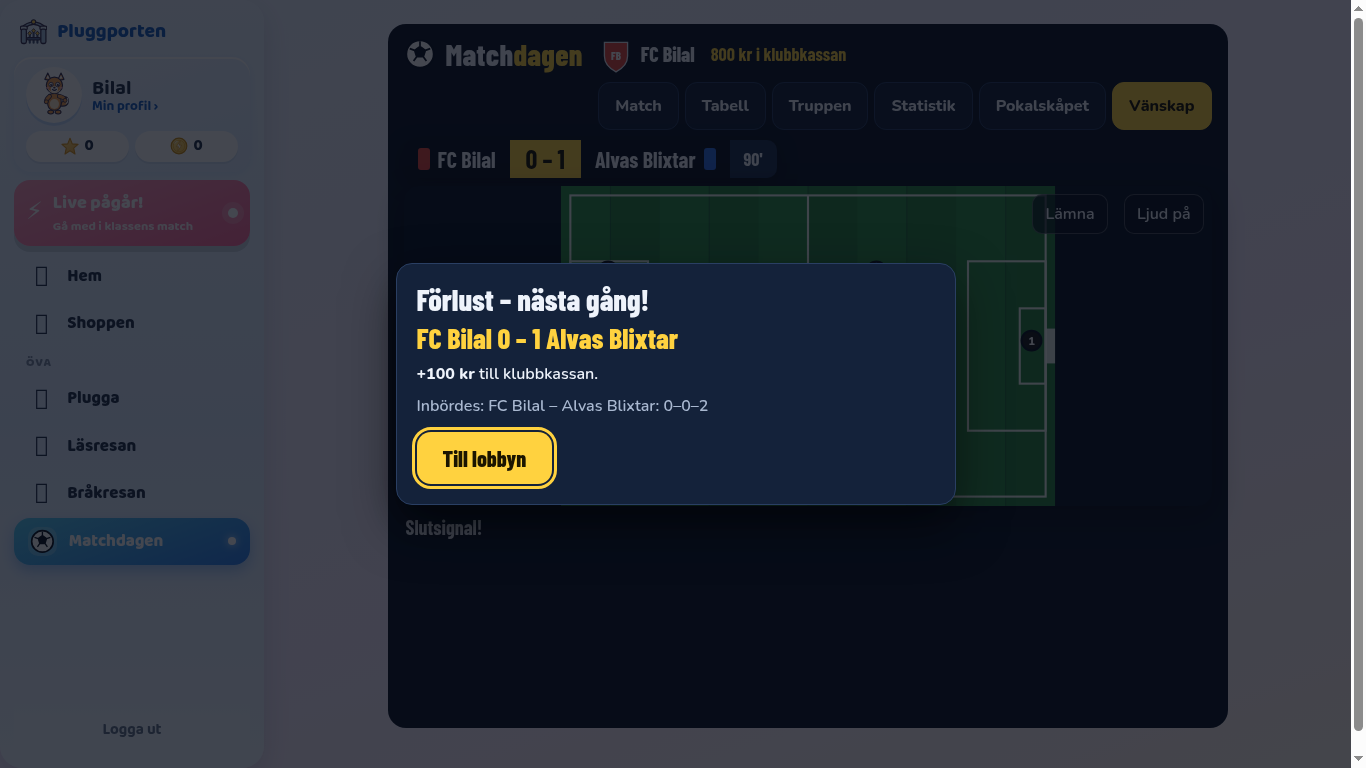 Pluggporten
Bilal
Min profil ›
0
0
Live pågår!
Gå med i klassens match
Hem
Shoppen
ÖVA
Plugga
Läsresan
Bråkresan
Matchdagen
Logga ut
Matchdagen
FB
FC Bilal
800 kr i klubbkassan
Match
Tabell
Truppen
Statistik
Pokalskåpet
Vänskap
FC Bilal
0 – 1
Alvas Blixtar
90'
Lämna
Ljud på
1
Förlust – nästa gång!
FC Bilal 0 – 1 Alvas Blixtar
+100 kr till klubbkassan.
Inbördes: FC Bilal – Alvas Blixtar: 0–0–2
Till lobbyn
Slutsignal!